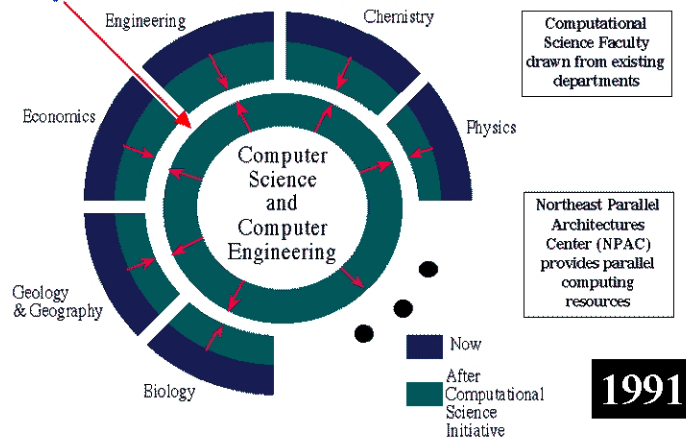 Engineering
Chemistry
Economics
Physics
Computer
Science
and
Computer
Engineering
Geology
& Geography
Biology
Now
After
Computational
Science
Initiative
Computational
Science Faculty
drawn from existing
departments
Northeast Parallel
Architectures
Center (NPAC)
provides parallel
computing
resources
1991